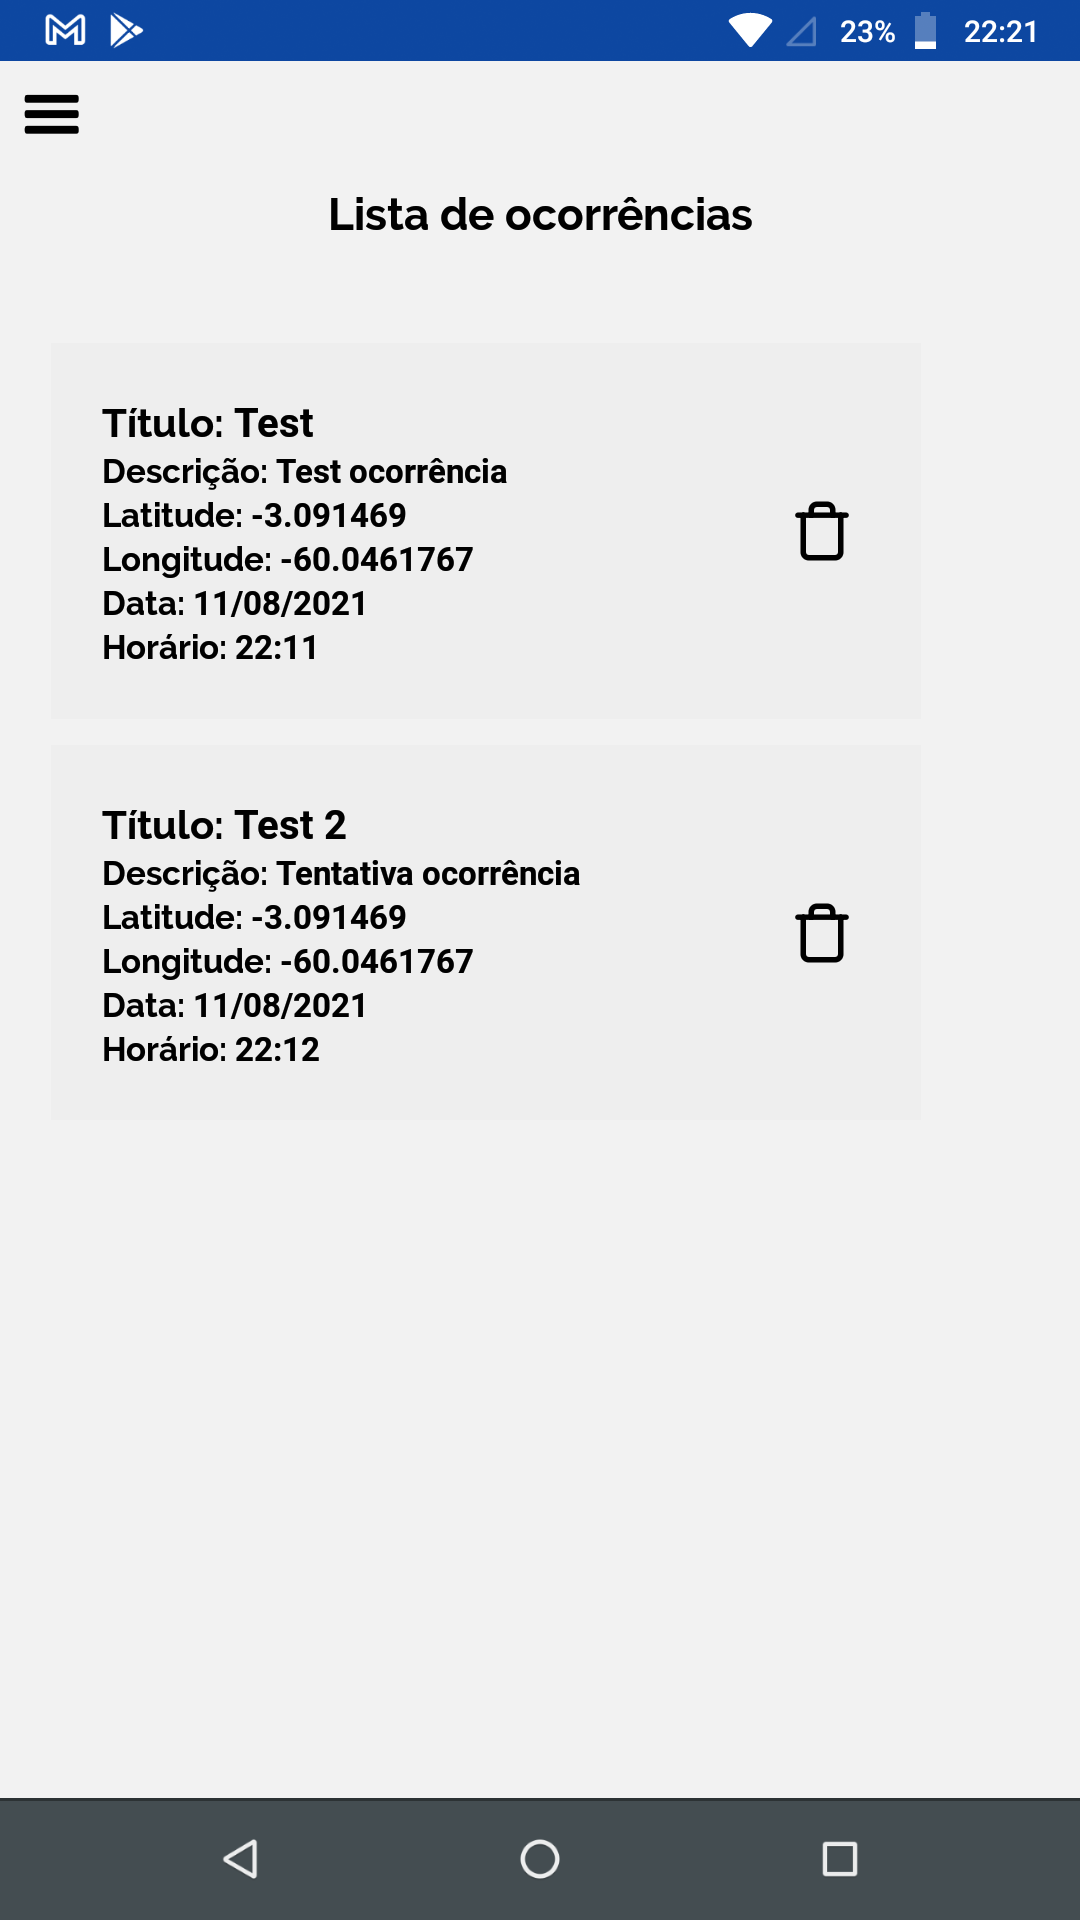 23% 22:21
Lista de ocorrências
Título: Test
Descrição: Test ocorrência
Latitude: -3.091469
Longitude: -60.0461767
Data: 11/08/2021
Horário: 22:11
Título: Test 2
Descrição: Tentativa ocorrência
Latitude: -3.091469
Longitude: -60.0461767
Data: 11/08/2021
Horário: 22:12